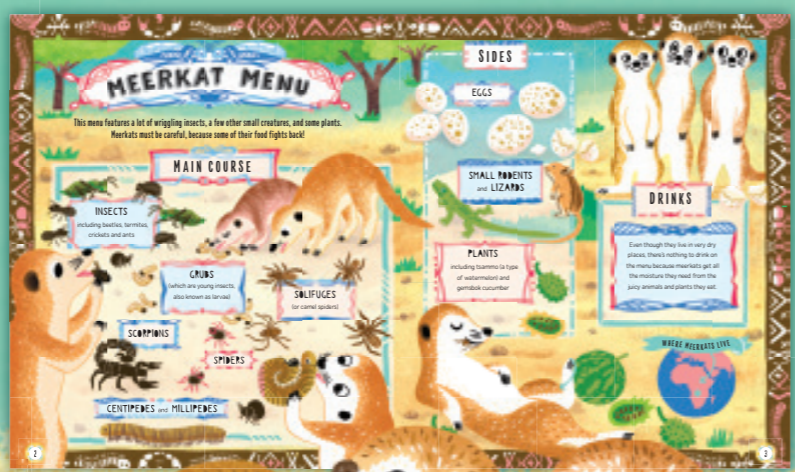 MEERKAT MENU
This menu features a lot of wriggling insects, a few other small creatures, and some plants.
Meerkats must be careful, because some of their food fights back!
MAIN COURSE
INSECTS
including beetles, termites,
crickets and ants
GRUBS
(which are young insects,
also known as larvae)
SOLIFUGES
(or camel spiders)
SCORPIONS
SPIDERS
CENTIPEDES and MILLIPEDES
2
SIDES
EGGS
SMALL RODENTS
and LIZARDS
PLANTS
including tsamma (a type
of watermelon) and
gemsbok cucumber
DRINKS
Even though they live in very dry
places, there's nothing to drink on
the menu because meerkats get all
the moisture they need from the
juicy animals and plants they eat.
WHERE MEERKATS LIVE
3